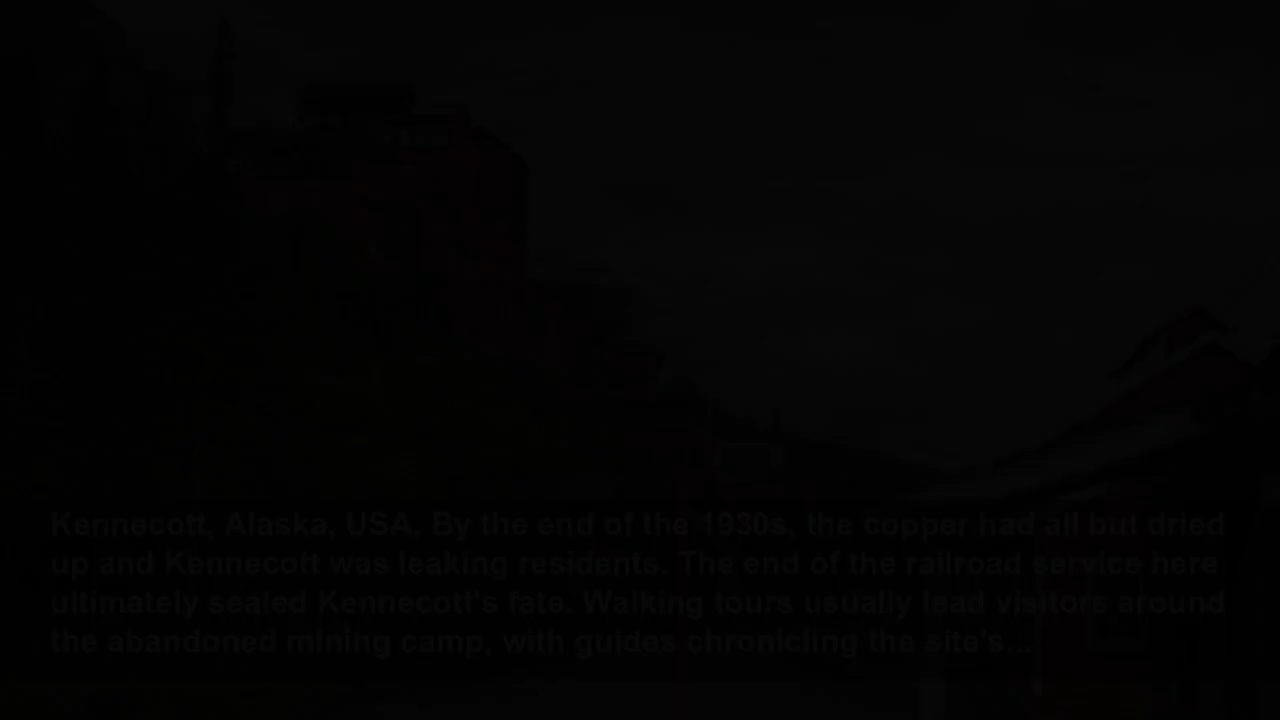 Kennecott, Alaska, USA, By the end of the 1930s, the copper had all but dried
up and Kennecott was leaking residents. The end of the railroad service here
ultimately sealed Kennecott's fate. Walking tours usually lead visitors around
the abandoned mining camp, with guides chronicling the site's...